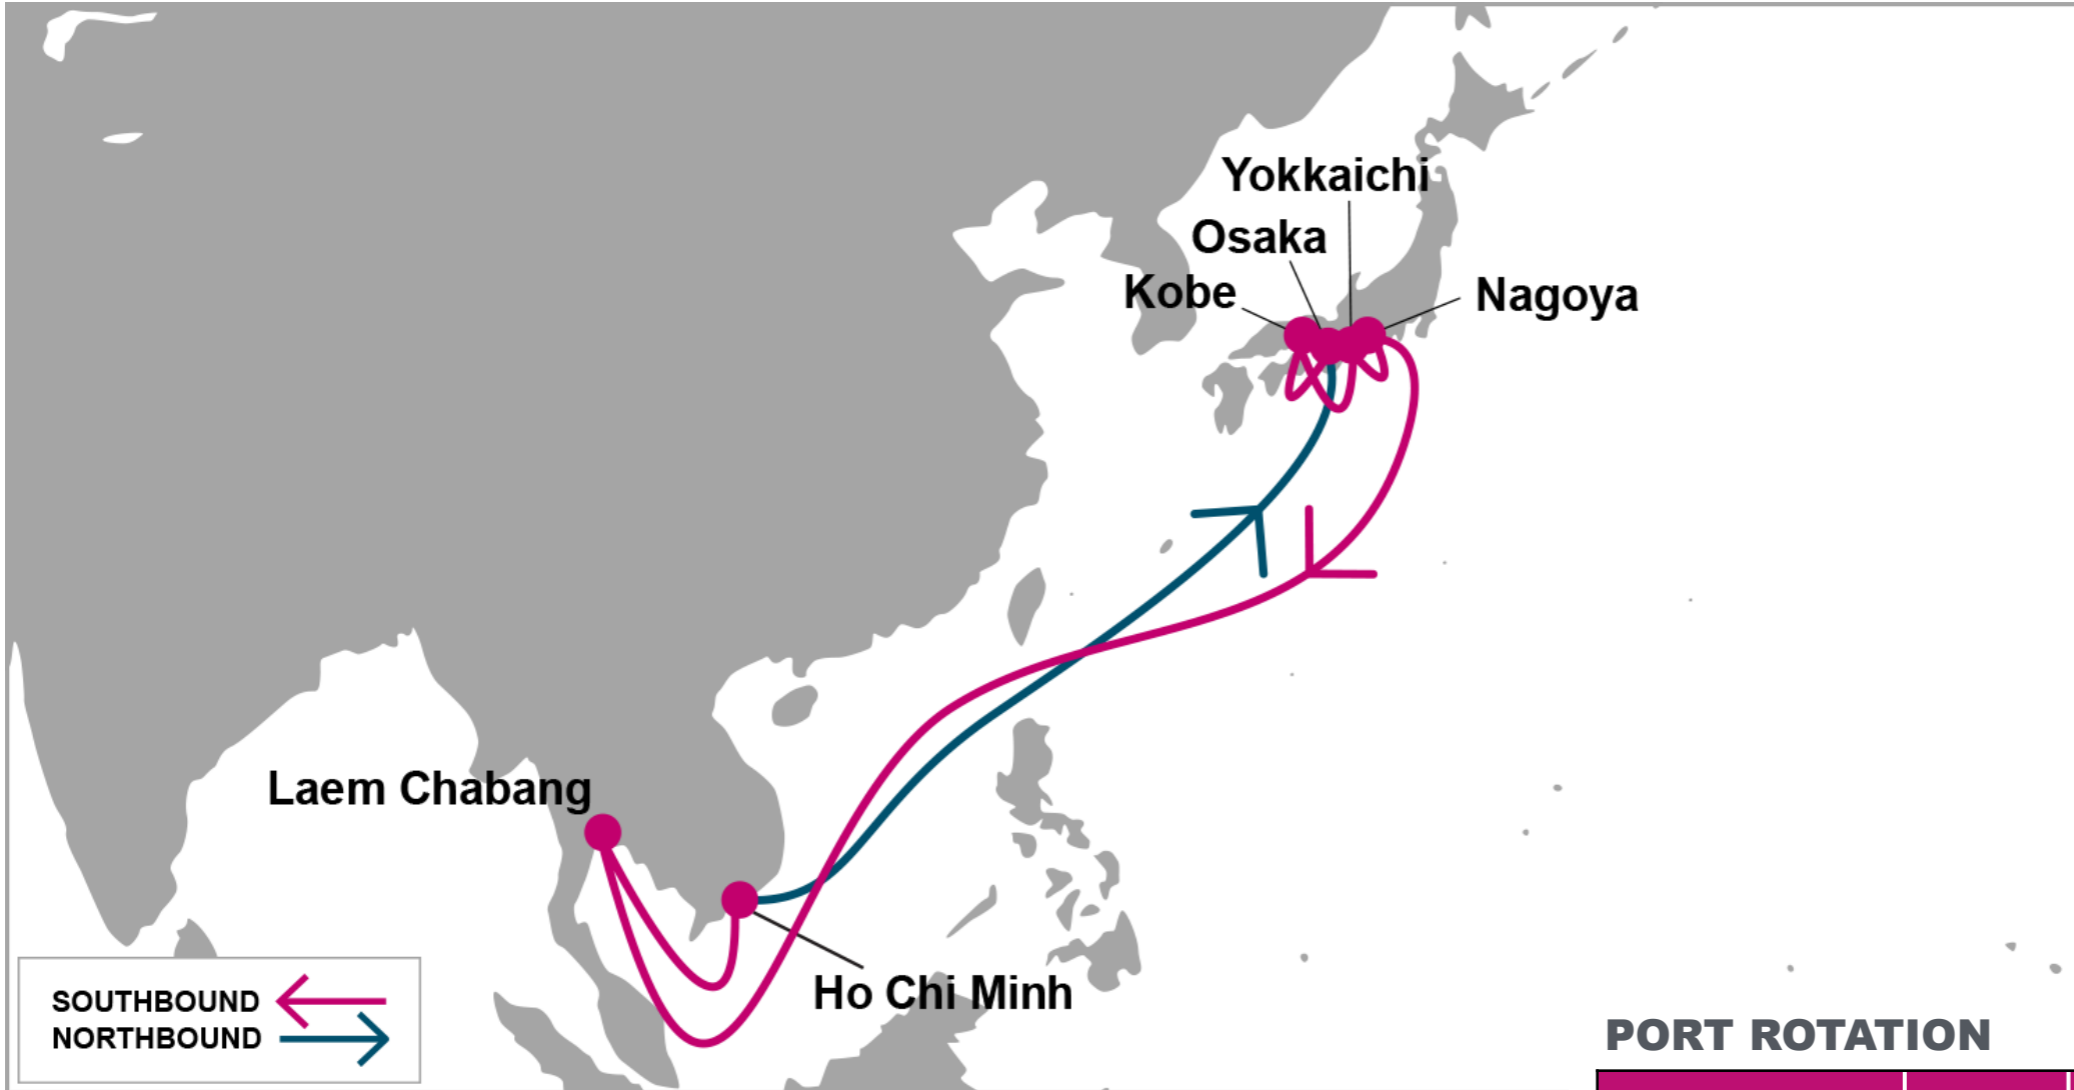 Yokkaichi
Osaka
Kobe
Nagoya
Laem Chabang
Ho Chi Minh
SOUTHBOUND
NORTHBOUND
PORT ROTATION